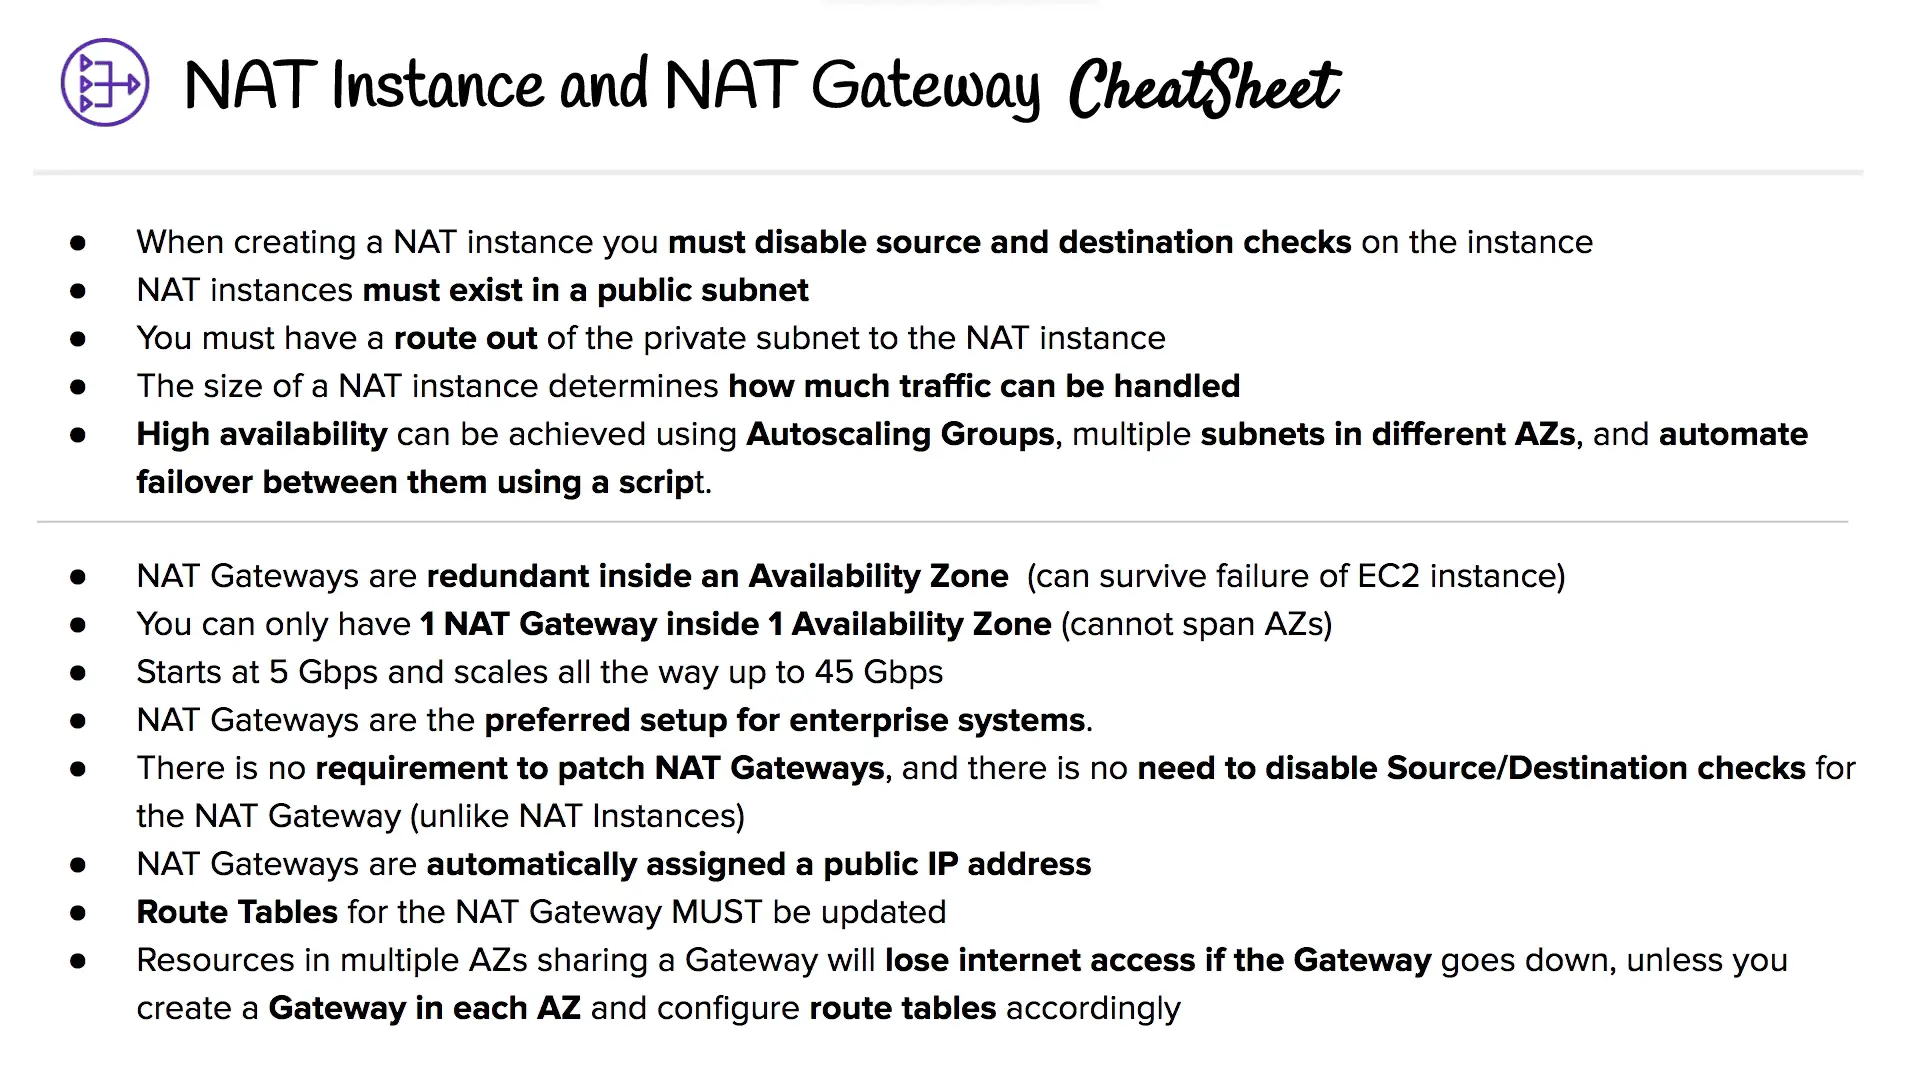 NAT Instance and NAT Gateway CheatSheet
● When creating a NAT instance you must disable source and destination checks on the instance
● NAT instances must exist in a public subnet
● You must have a route out of the private subnet to the NAT instance
● The size of a NAT instance determines how much traffic can be handled
● High availability can be achieved using Autoscaling Groups, multiple subnets in different AZs, and automate
failover between them using a script.
● NAT Gateways are redundant inside an Availability Zone (can survive failure of EC2 instance)
● You can only have 1 NAT Gateway inside 1 Availability Zone (cannot span AZs)
● Starts at 5 Gbps and scales all the way up to 45 Gbps
● NAT Gateways are the preferred setup for enterprise systems.
● There is no requirement to patch NAT Gateways, and there is no need to disable Source/Destination checks for
the NAT Gateway (unlike NAT Instances)
● NAT Gateways are automatically assigned a public IP address
● Route Tables for the NAT Gateway MUST be updated
● Resources in multiple AZs sharing a Gateway will lose internet access if the Gateway goes down, unless you
create a Gateway in each AZ and configure route tables accordingly